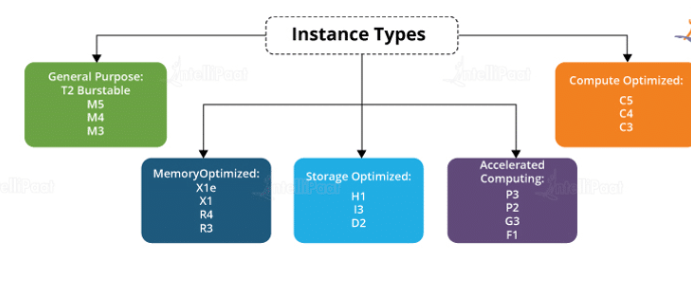 Instance Types
General Purpose:
T2 Burstable
M5
M4
M3
Compute Optimized:
C5
C4
C3
MemoryOptimized:
X1e
X1
R4
R3
Storage Optimized:
H1
I3
D2
Accelerated
Computing:
P3
P2
G3
F1